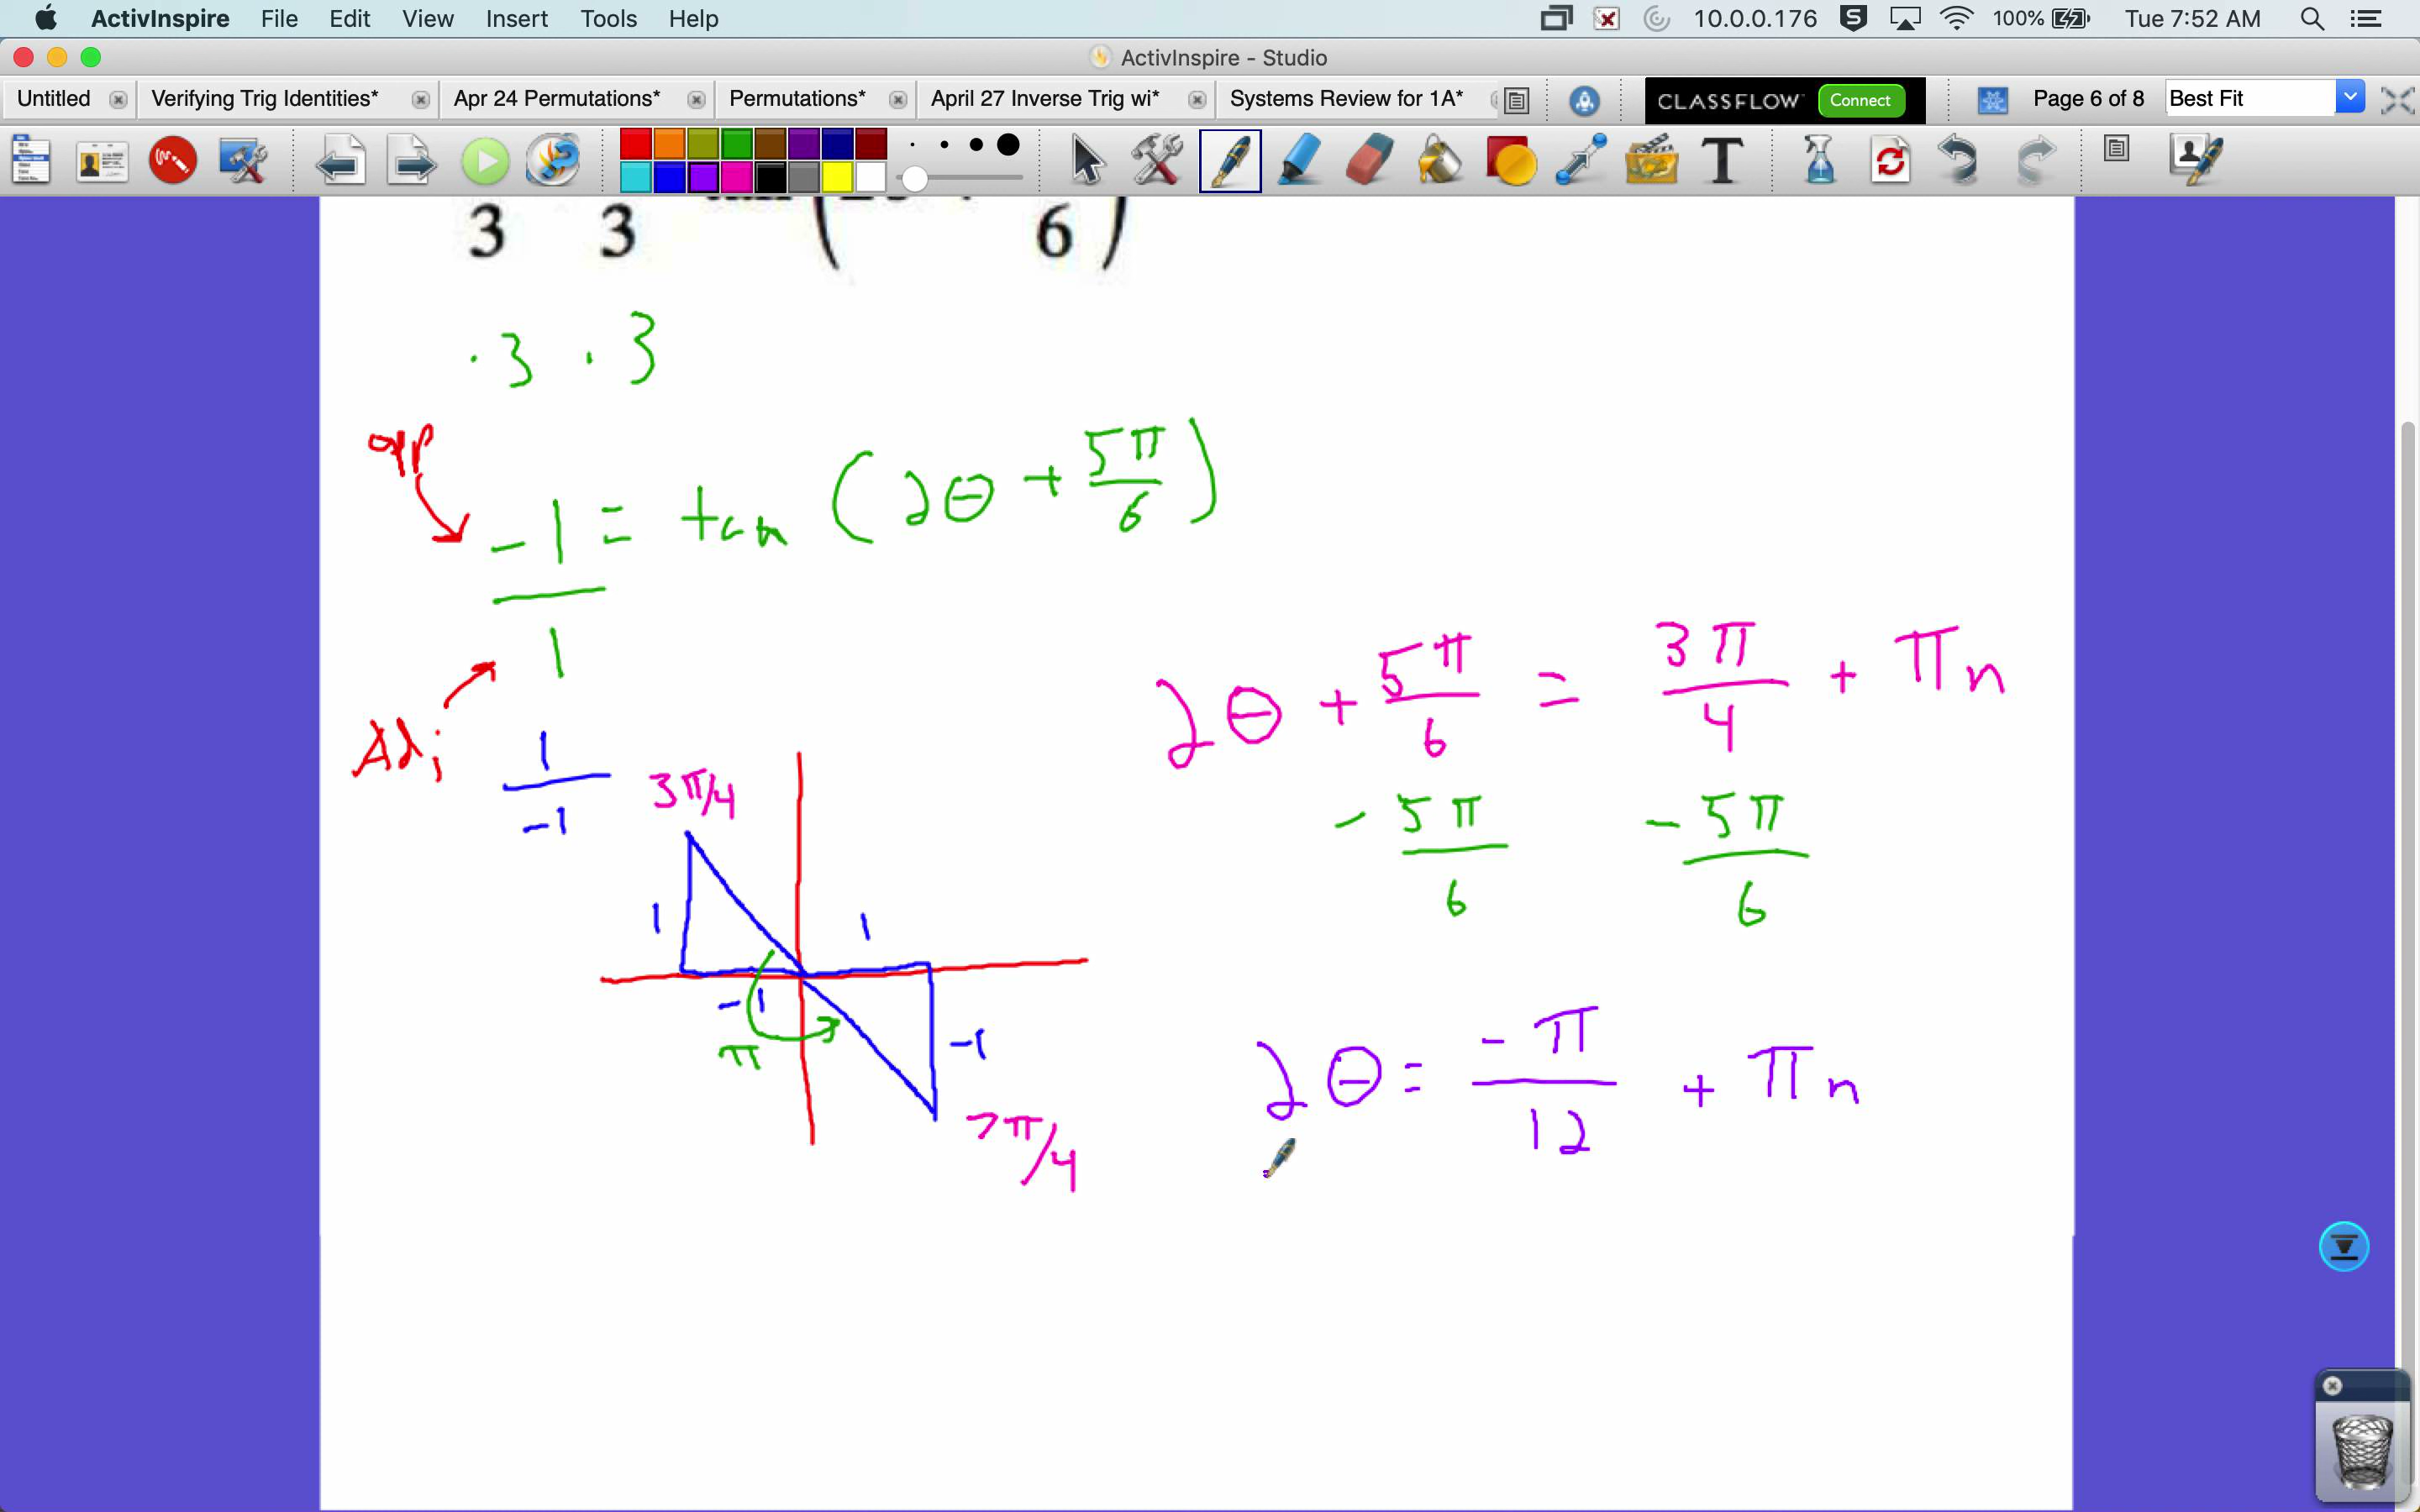 ActivInspire File Edit View Insert Tools Help 10.0.0.176 S 100% Tue 7:52 AM
ActivInspire - Studio
Untitled Verifying Trig Identities* Apr 24 Permutations* Permutations* April 27 Inverse Trig wi* Systems Review for 1A* CLASSFLOW Connect Page 6 of 8 Best Fit
T
3 3 ( 6 )
· 3 · 3
opp
-1/1 = tan (2θ + 5π/6)
Adj
1/-1
3π/4
1
1
-1
π
-1
7π/4
2θ + 5π/6 = 3π/4 + πn
- 5π/6 - 5π/6
2θ = -π/12 + πn